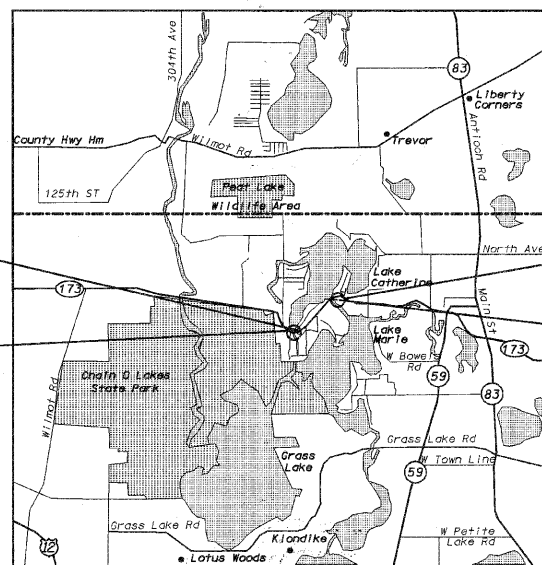 304th Ave
83
Liberty
Corners
County Hwy Hm
Wilmot Rd
Trevor
Antioch Rd
125th ST
Peat Lake
Wildlife Area
North Ave
Lake
Catherine
173
Main St
Lake
Marie
W Bowels
Rd
173
Chain O Lakes
State Park
59
Wilmot Rd
83
Grass Lake Rd
Grass
Lake
W Town Line
59
Grass Lake Rd
Klondike
W Petite
Lake Rd
12
Lotus Woods